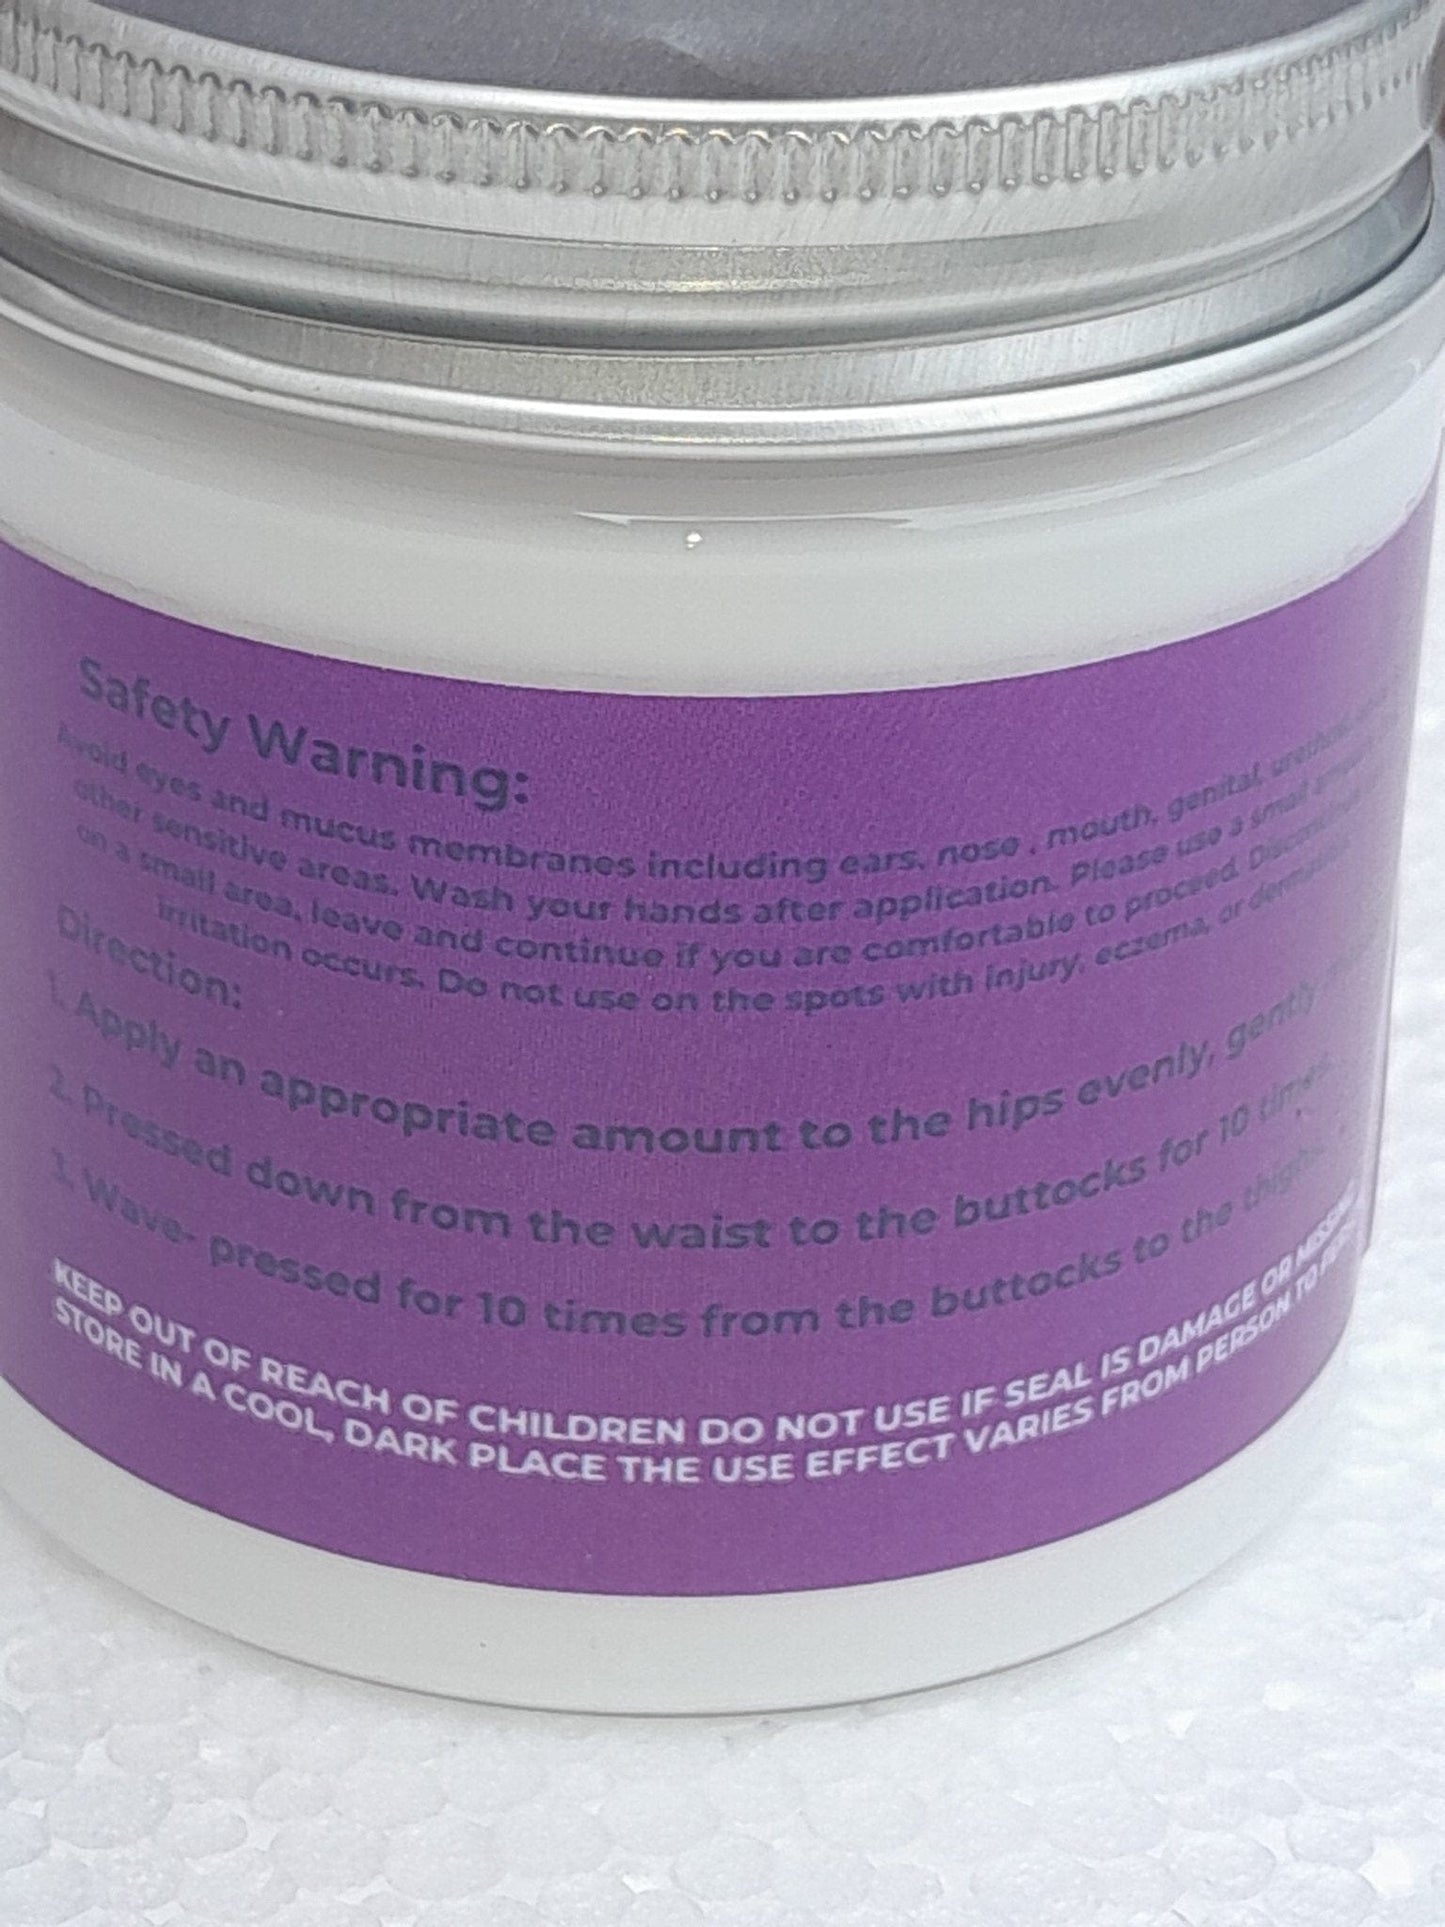 Safety Warning:
Avoid eyes and mucus membranes including ears, nose , mouth, genital,
other sensitive areas. Wash your hands after application. Please use a small
on a small area, leave and continue if you are comfortable to proceed.
irritation occurs. Do not use on the spots with injury, eczema, or
Direction:
1. Apply an appropriate amount to the hips evenly, gently
2. Pressed down from the waist to the buttocks for 10 times.
3. Wave- pressed for 10 times from the buttocks to the
KEEP OUT OF REACH OF CHILDREN DO NOT USE IF SEAL IS DAMAGE OR MISSING
STORE IN A COOL, DARK PLACE THE USE EFFECT VARIES FROM PERSON TO